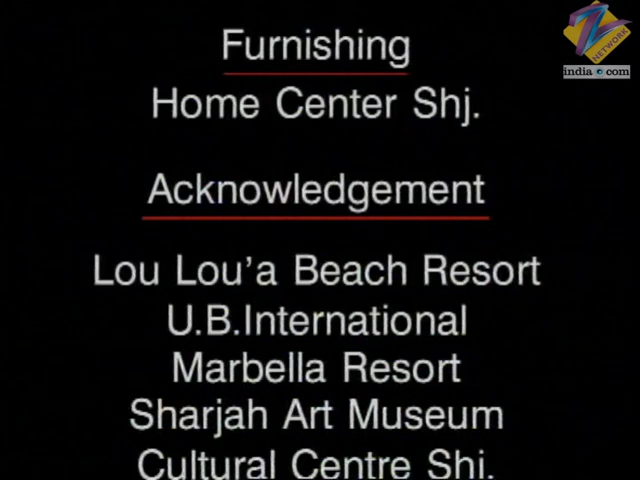 Furnishing
Home Center Shj.
Acknowledgement
Lou Lou'a Beach Resort
U.B.International
Marbella Resort
Sharjah Art Museum
Cultural Centre Shj.
Z
NETWORK
india.com